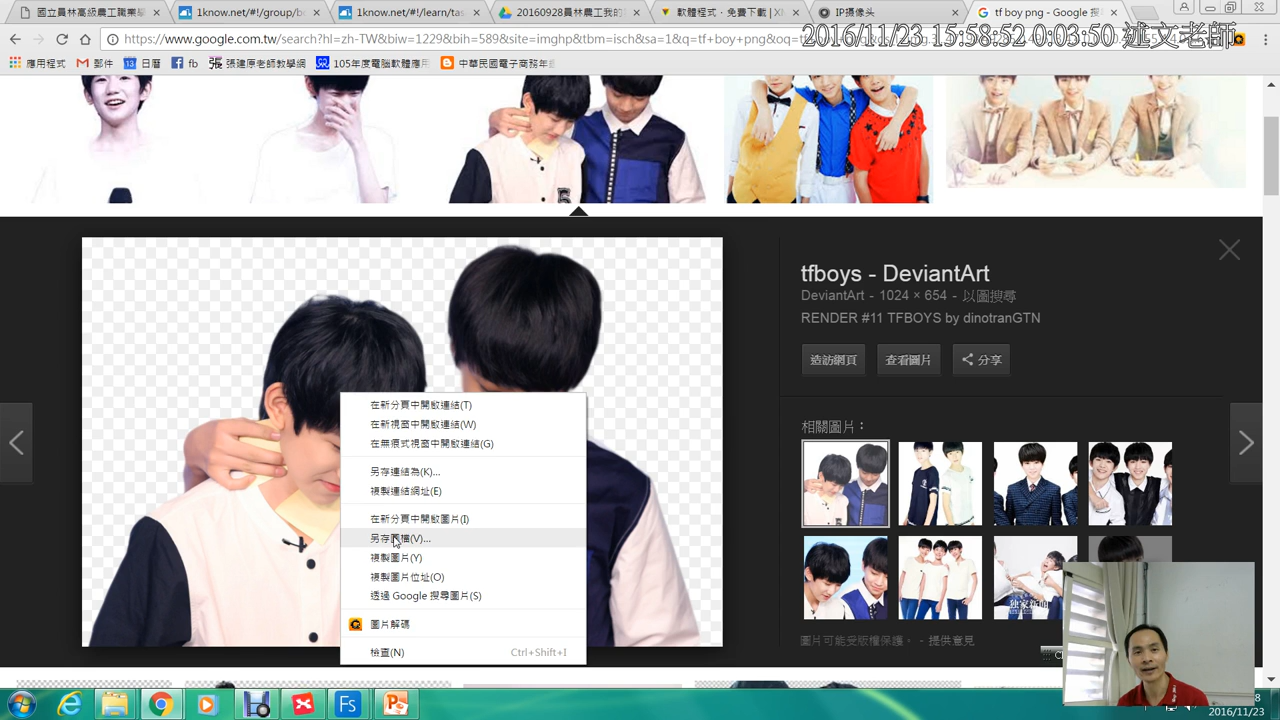 國立員林高級農工職業學
1know.net/#!/group/bo
1know.net/#!/learn/tas
20160928員林農工我的
軟體程式·免費下載 | X
IP攝像头
tf boy png - Google 搜
https://www.google.com.tw/search?hl=zh-TW&biw=1229&bih=589&site=imghp&tbm=isch&sa=1&q=tf+boy+png&oq=t
2016/11/23 15:58:52 0:03:50 述文老師
應用程式
郵件
日曆
fb
張建原老師教學網
105年度電腦軟體應用
中華民國電子商務年
tfboys - DeviantArt
DeviantArt - 1024 × 654 - 以圖搜尋
RENDER #11 TFBOYS by dinotranGTN
造訪網頁
查看圖片
分享
在新分頁中開啟連結(T)
在新視窗中開啟連結(W)
在無痕式視窗中開啟連結(G)
另存連結為(K)...
複製連結網址(E)
在新分頁中開啟圖片(I)
另存圖檔(V)...
複製圖片(Y)
複製圖片位址(O)
透過 Google 搜尋圖片(S)
圖片解碼
檢查(N) Ctrl+Shift+I
相關圖片：
独家新闻
圖片可能受版權保護。 - 提供意見
Fs
2016/11/23